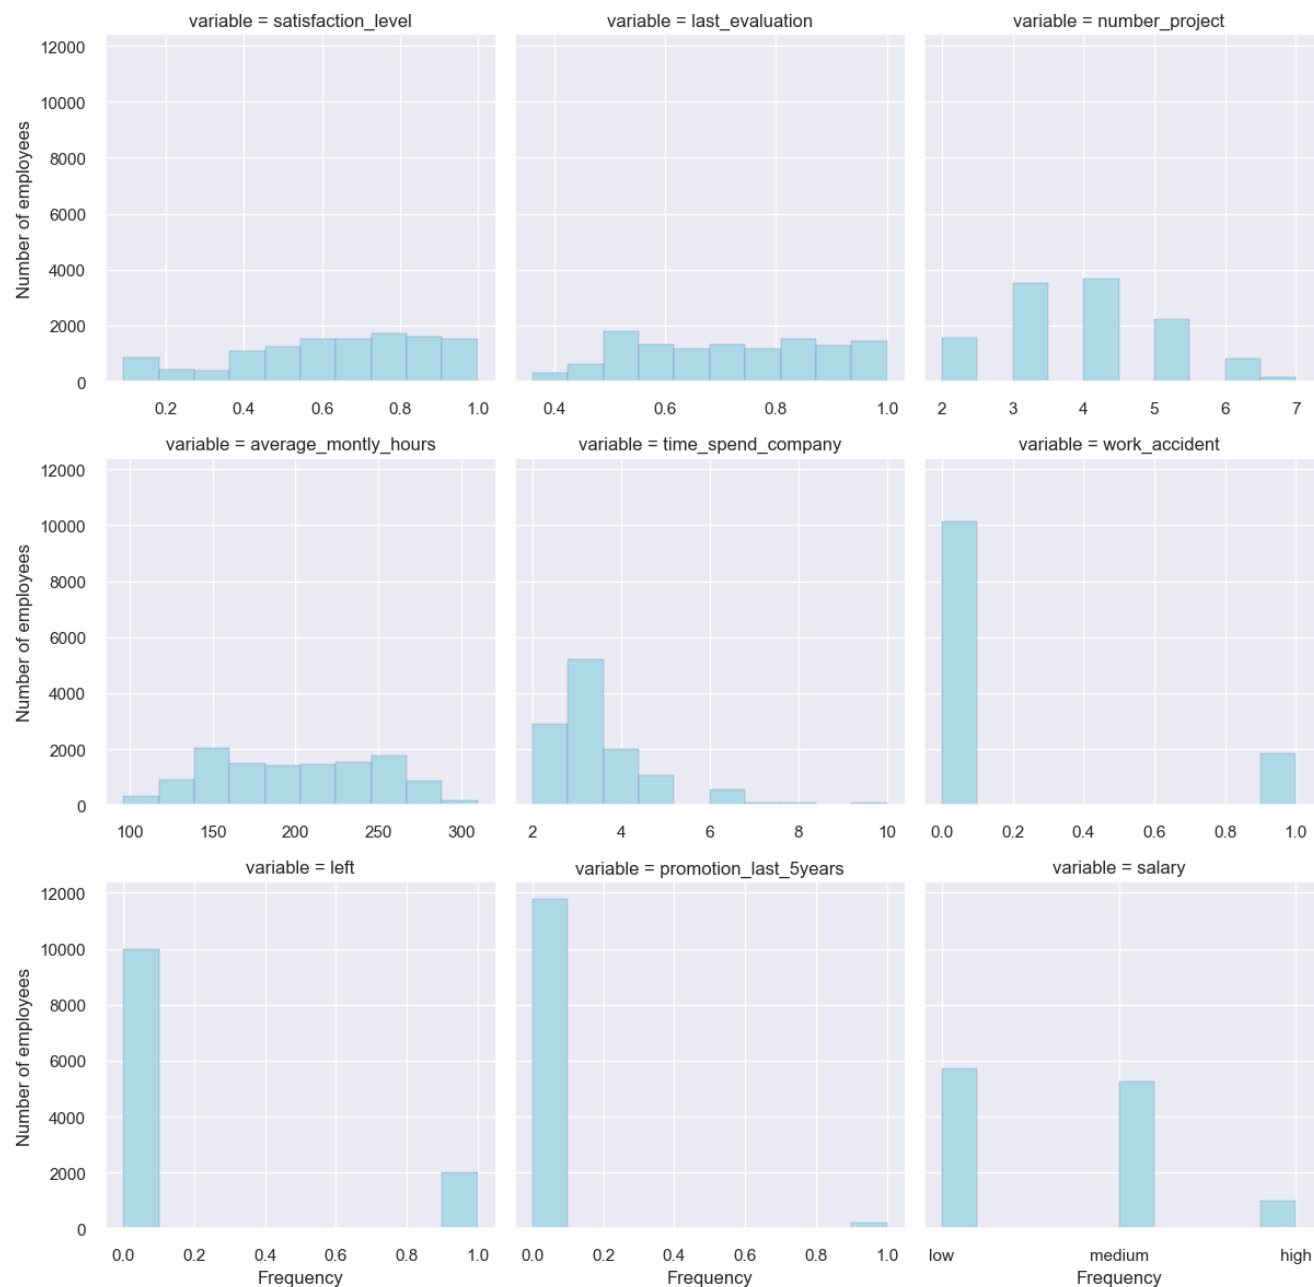 variable = satisfaction_level
variable = last_evaluation
variable = number_project
Number of employees
12000
10000
8000
6000
4000
2000
0
0.2 0.4 0.6 0.8 1.0
0.4 0.6 0.8 1.0
2 3 4 5 6 7
variable = average_montly_hours
variable = time_spend_company
variable = work_accident
Number of employees
12000
10000
8000
6000
4000
2000
0
100 150 200 250 300
2 4 6 8 10
0.0 0.2 0.4 0.6 0.8 1.0
variable = left
variable = promotion_last_5years
variable = salary
Number of employees
12000
10000
8000
6000
4000
2000
0
0.0 0.2 0.4 0.6 0.8 1.0
0.0 0.2 0.4 0.6 0.8 1.0
low medium high
Frequency
Frequency
Frequency